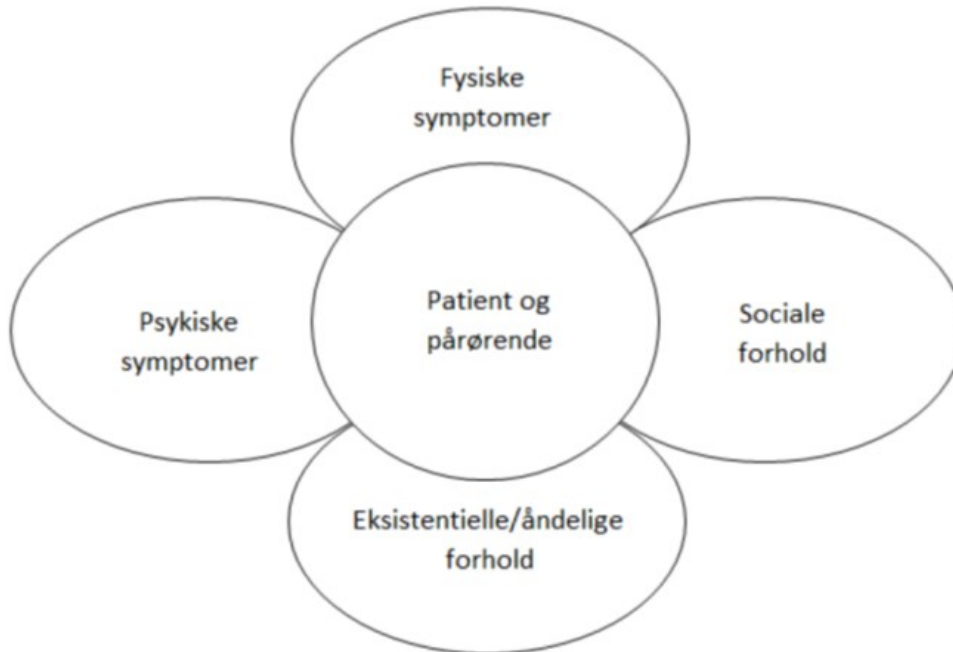 Fysiske
symptomer
Psykiske
symptomer
Patient og
pårørende
Sociale
forhold
Eksistentielle/åndelige
forhold